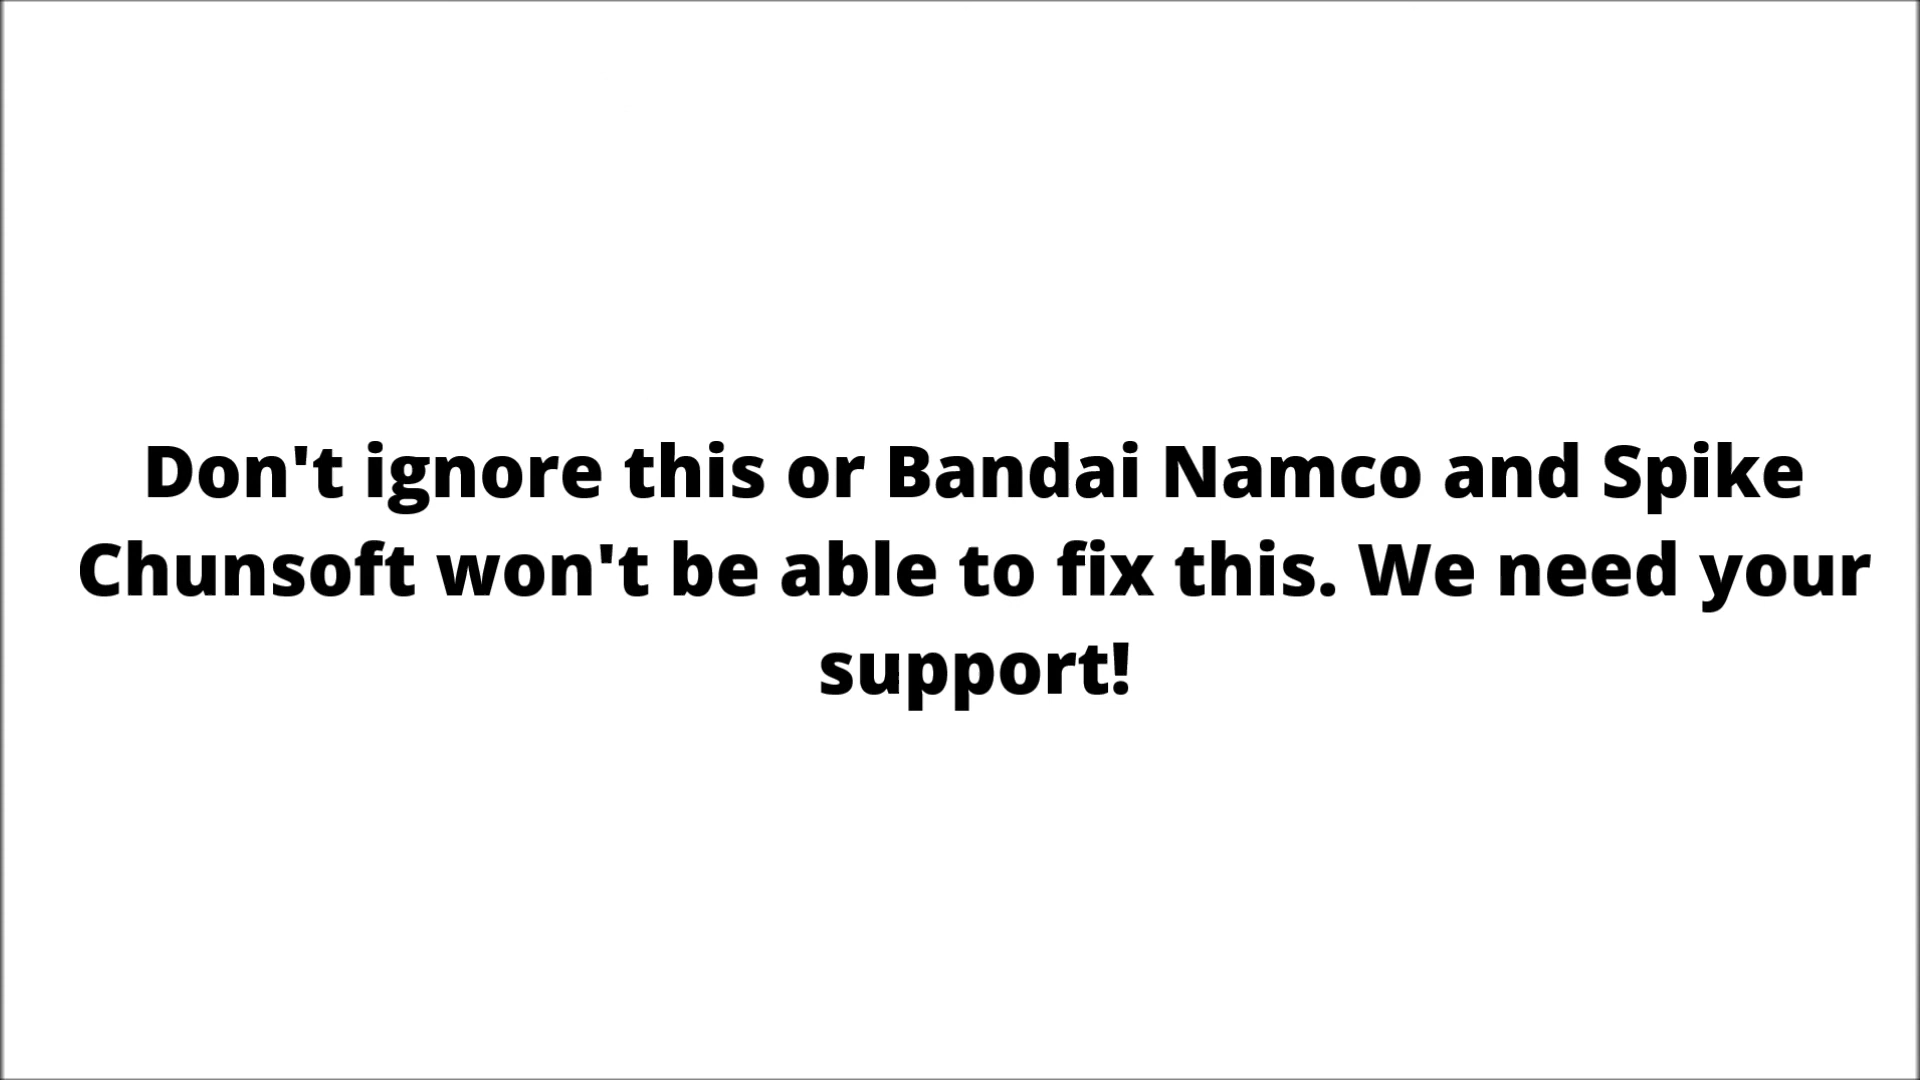 Don't ignore this or Bandai Namco and Spike
Chunsoft won't be able to fix this. We need your
support!